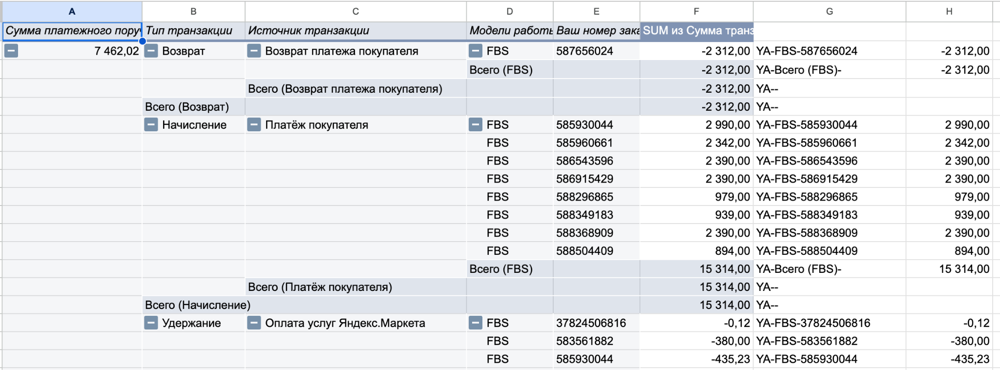 A B C D E F G H
Сумма платежного пору Тип транзакции Источник транзакции Модели работь Ваш номер зака SUM из Сумма транз
7 462,02 Возврат Возврат платежа покупателя FBS 587656024 -2 312,00 YA-FBS-587656024 -2 312,00
Всего (FBS) -2 312,00 YA-Всего (FBS)- -2 312,00
Всего (Возврат платежа покупателя) -2 312,00 YA--
Всего (Возврат) -2 312,00 YA--
Начисление Платёж покупателя FBS 585930044 2 990,00 YA-FBS-585930044 2 990,00
FBS 585960661 2 342,00 YA-FBS-585960661 2 342,00
FBS 586543596 2 390,00 YA-FBS-586543596 2 390,00
FBS 586915429 2 390,00 YA-FBS-586915429 2 390,00
FBS 588296865 979,00 YA-FBS-588296865 979,00
FBS 588349183 939,00 YA-FBS-588349183 939,00
FBS 588368909 2 390,00 YA-FBS-588368909 2 390,00
FBS 588504409 894,00 YA-FBS-588504409 894,00
Всего (FBS) 15 314,00 YA-Всего (FBS)- 15 314,00
Всего (Платёж покупателя) 15 314,00 YA--
Всего (Начисление) 15 314,00 YA--
Удержание Оплата услуг Яндекс.Маркета FBS 37824506816 -0,12 YA-FBS-37824506816 -0,12
FBS 583561882 -380,00 YA-FBS-583561882 -380,00
FBS 585930044 -435,23 YA-FBS-585930044 -435,23